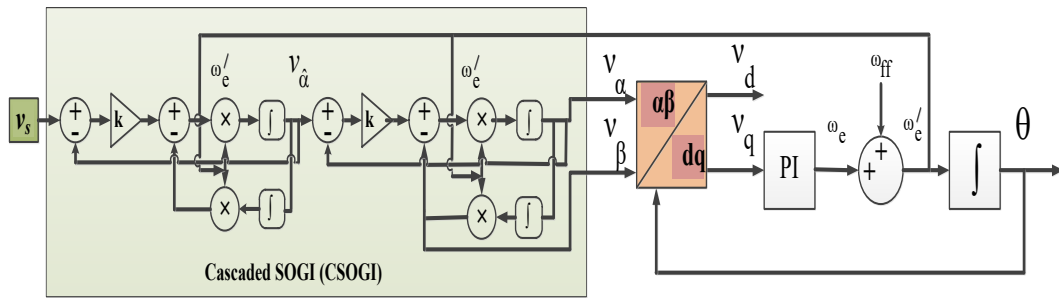 v_s
+
-
k
+
-
ω_e′
×
∫
×
∫
v_α̂
+
-
k
+
-
ω_e′
×
∫
×
∫
Cascaded SOGI (CSOGI)
v_α
v_β
αβ
dq
v_d
v_q
PI
ω_e
ω_ff
+
+
ω_e′
∫
θ